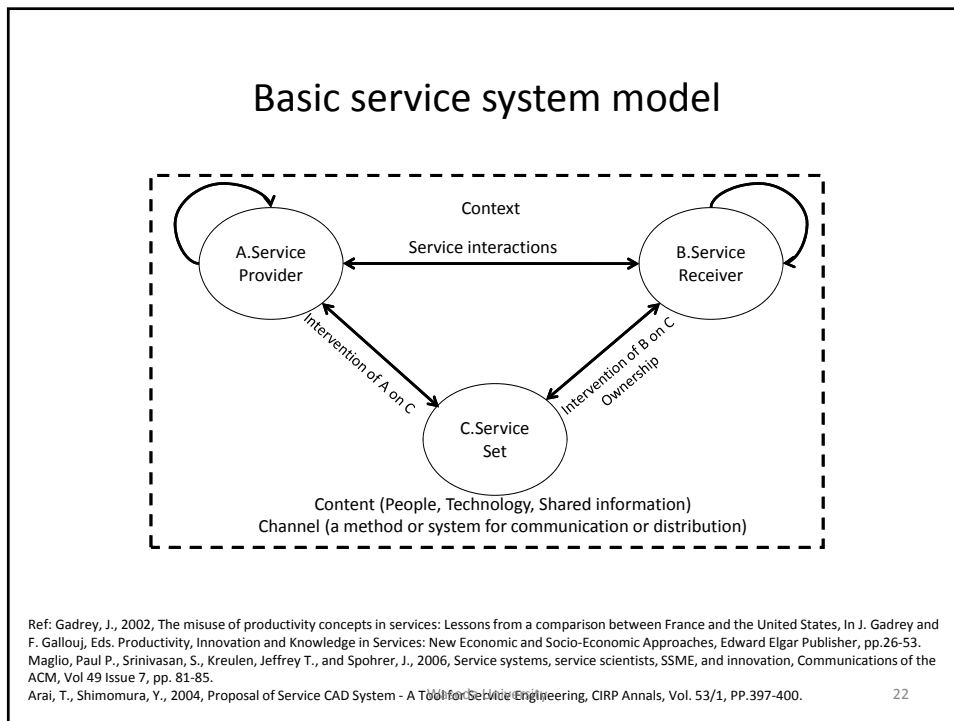 Basic service system model
Context
Service interactions
A.Service
Provider
B.Service
Receiver
Intervention of A on C
Intervention of B on C
Ownership
C.Service
Set
Content (People, Technology, Shared information)
Channel (a method or system for communication or distribution)
Ref: Gadrey, J., 2002, The misuse of productivity concepts in services: Lessons from a comparison between France and the United States, In J. Gadrey and
F. Gallouj, Eds. Productivity, Innovation and Knowledge in Services: New Economic and Socio-Economic Approaches, Edward Elgar Publisher, pp.26-53.
Maglio, Paul P., Srinivasan, S., Kreulen, Jeffrey T., and Spohrer, J., 2006, Service systems, service scientists, SSME, and innovation, Communications of the
ACM, Vol 49 Issue 7, pp. 81-85.
Arai, T., Shimomura, Y., 2004, Proposal of Service CAD System - A Tool for Service Engineering, CIRP Annals, Vol. 53/1, PP.397-400.
Waseda University
22